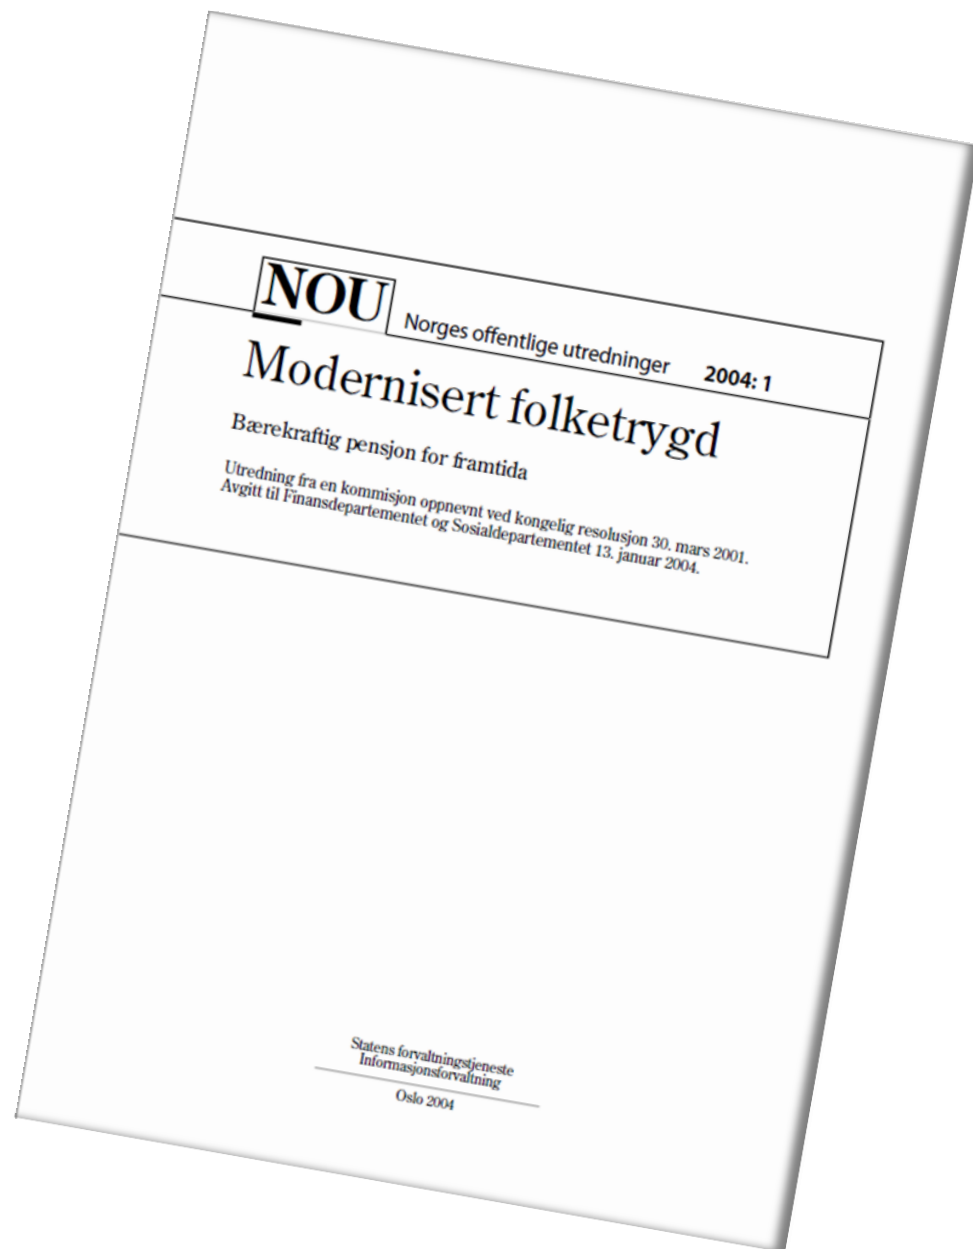 NOU
Norges offentlige utredninger 2004: 1
Modernisert folketrygd
Bærekraftig pensjon for framtida
Utredning fra en kommisjon oppnevnt ved kongelig resolusjon 30. mars 2001.
Avgitt til Finansdepartementet og Sosialdepartementet 13. januar 2004.
Statens forvaltningstjeneste
Informasjonsforvaltning
Oslo 2004